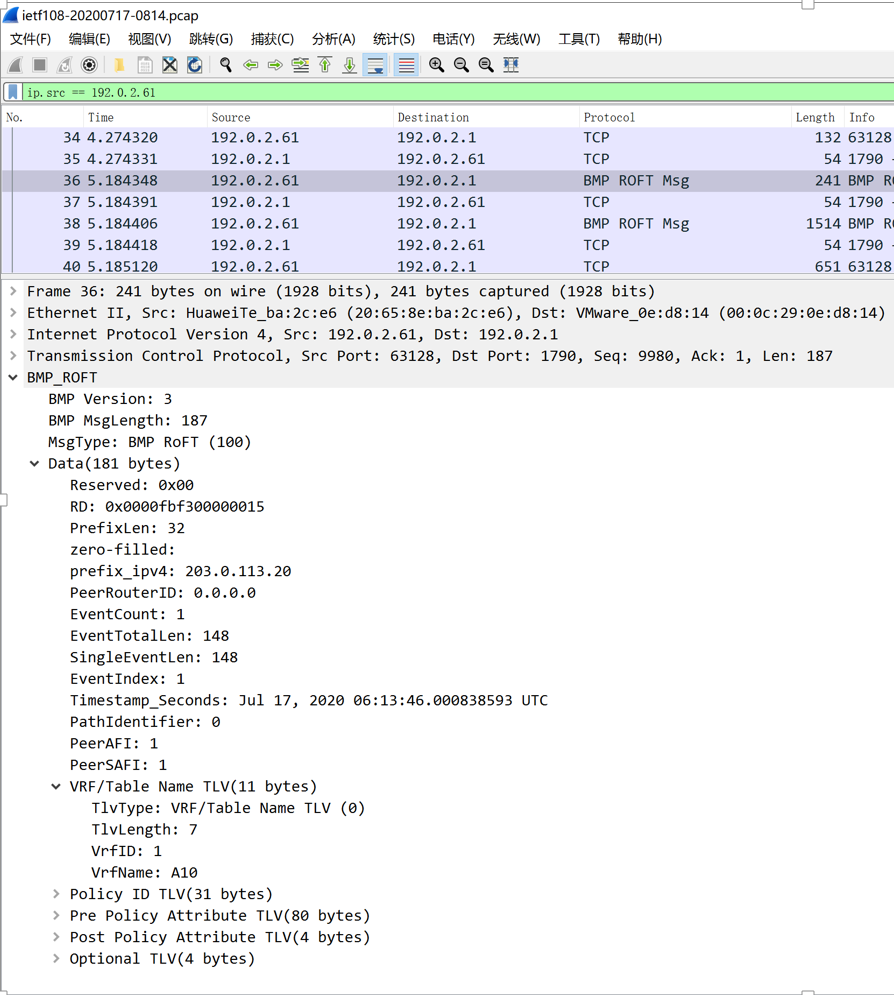 ietf108-20200717-0814.pcap
文件(F) 编辑(E) 视图(V) 跳转(G) 捕获(C) 分析(A) 统计(S) 电话(Y) 无线(W) 工具(T) 帮助(H)
ip.src == 192.0.2.61
No. Time Source Destination Protocol Length Info
34 4.274320 192.0.2.61 192.0.2.1 TCP 132 63128
35 4.274331 192.0.2.1 192.0.2.61 TCP 54 1790
36 5.184348 192.0.2.61 192.0.2.1 BMP ROFT Msg 241 BMP R
37 5.184391 192.0.2.1 192.0.2.61 TCP 54 1790
38 5.184406 192.0.2.61 192.0.2.1 BMP ROFT Msg 1514 BMP R
39 5.184418 192.0.2.1 192.0.2.61 TCP 54 1790
40 5.185120 192.0.2.61 192.0.2.1 TCP 651 63128
Frame 36: 241 bytes on wire (1928 bits), 241 bytes captured (1928 bits)
Ethernet II, Src: HuaweiTe_ba:2c:e6 (20:65:8e:ba:2c:e6), Dst: VMware_0e:d8:14 (00:0c:29:0e:d8:14)
Internet Protocol Version 4, Src: 192.0.2.61, Dst: 192.0.2.1
Transmission Control Protocol, Src Port: 63128, Dst Port: 1790, Seq: 9980, Ack: 1, Len: 187
BMP_ROFT
BMP Version: 3
BMP MsgLength: 187
MsgType: BMP RoFT (100)
Data(181 bytes)
Reserved: 0x00
RD: 0x0000fbf300000015
PrefixLen: 32
zero-filled:
prefix_ipv4: 203.0.113.20
PeerRouterID: 0.0.0.0
EventCount: 1
EventTotalLen: 148
SingleEventLen: 148
EventIndex: 1
Timestamp_Seconds: Jul 17, 2020 06:13:46.000838593 UTC
PathIdentifier: 0
PeerAFI: 1
PeerSAFI: 1
VRF/Table Name TLV(11 bytes)
TlvType: VRF/Table Name TLV (0)
TlvLength: 7
VrfID: 1
VrfName: A10
Policy ID TLV(31 bytes)
Pre Policy Attribute TLV(80 bytes)
Post Policy Attribute TLV(4 bytes)
Optional TLV(4 bytes)